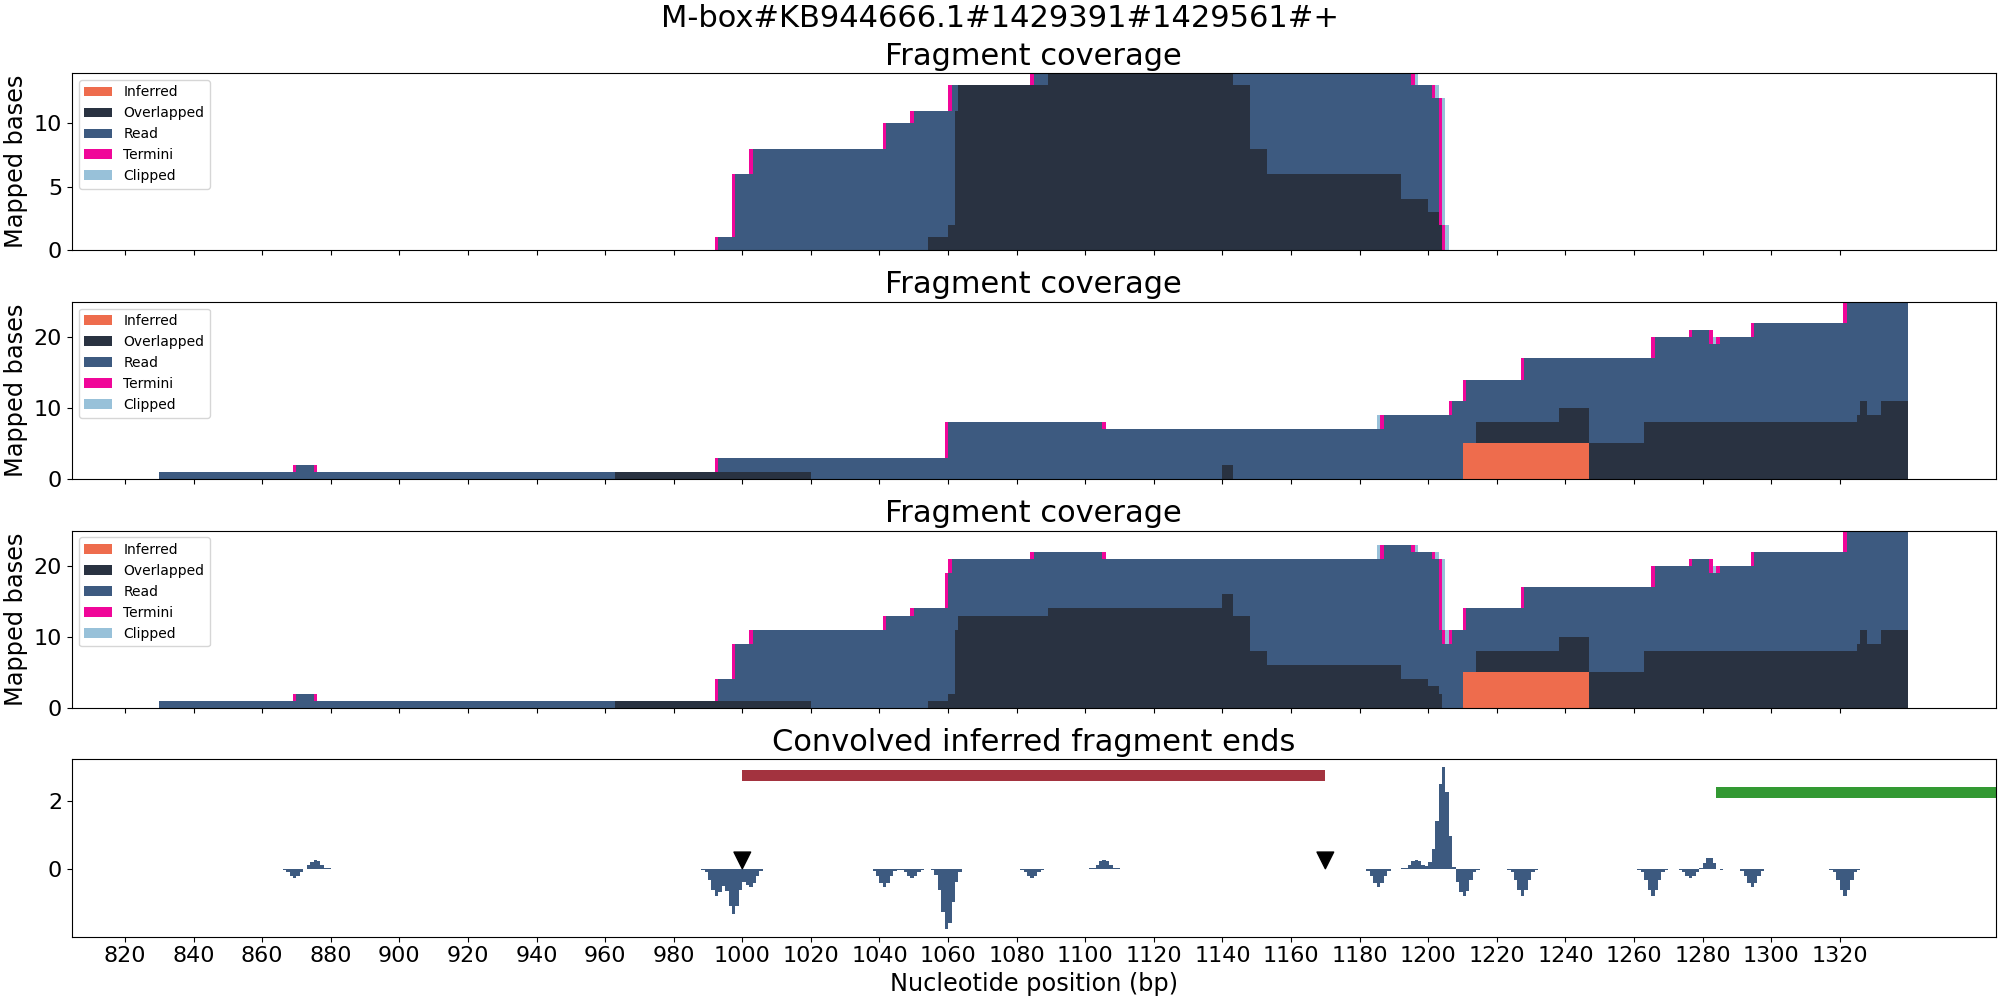 M-box#KB944666.1#1429391#1429561#+
Fragment coverage
Mapped bases
10
5
0
Inferred
Overlapped
Read
Termini
Clipped
Fragment coverage
Mapped bases
20
10
0
Inferred
Overlapped
Read
Termini
Clipped
Fragment coverage
Mapped bases
20
10
0
Inferred
Overlapped
Read
Termini
Clipped
Convolved inferred fragment ends
2
0
820 840 860 880 900 920 940 960 980 1000 1020 1040 1060 1080 1100 1120 1140 1160 1180 1200 1220 1240 1260 1280 1300 1320
Nucleotide position (bp)